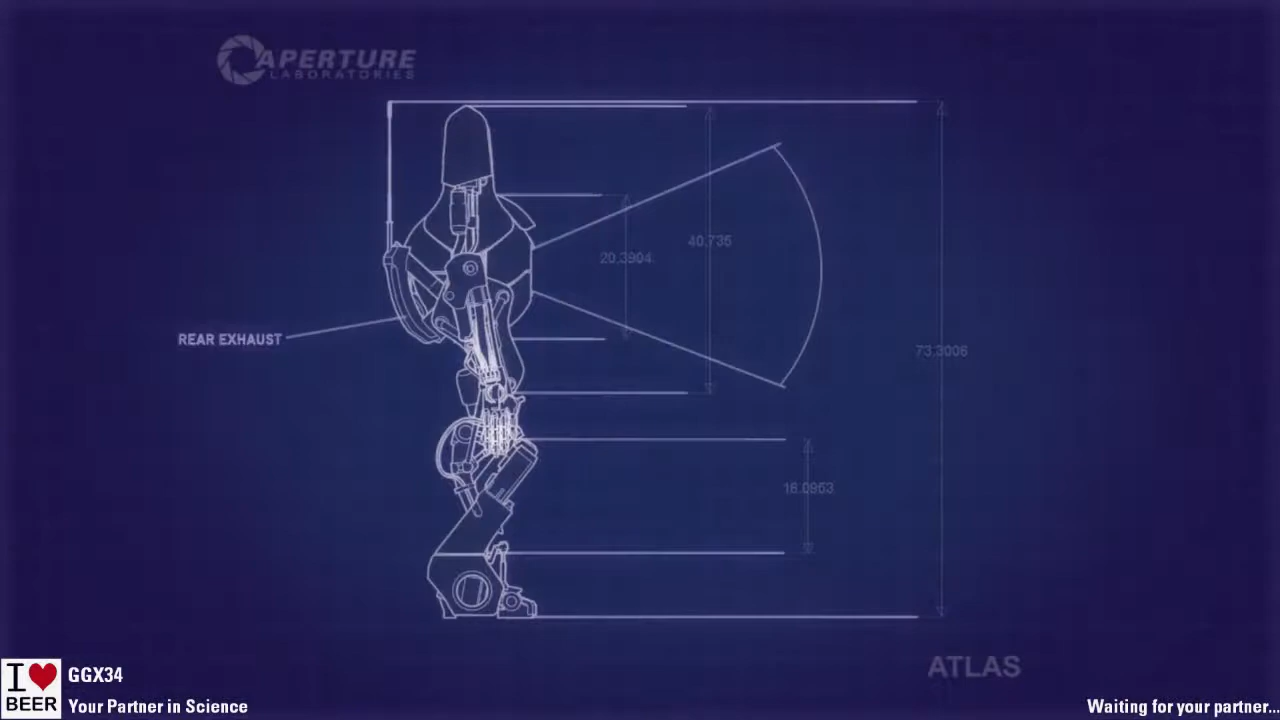 APERTURE
LABORATORIES
40.735
20.3904
REAR EXHAUST
73.3006
16.0953
ATLAS
I
BEER
GGX34
Your Partner in Science
Waiting for your partner...